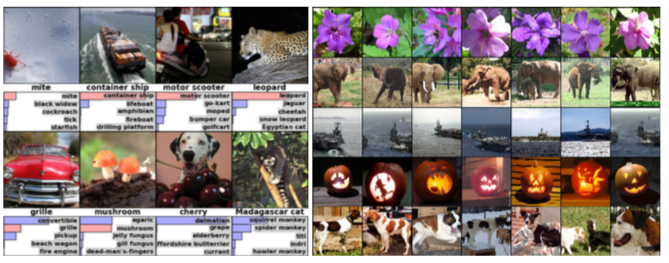 mite container ship motor scooter leopard
mite container ship motor scooter leopard
black widow lifeboat go-kart jaguar
cockroach amphibian moped cheetah
tick fireboat bumper car snow leopard
starfish drilling platform golfcart Egyptian cat
grille mushroom cherry Madagascar cat
convertible agaric dalmatian squirrel monkey
grille mushroom grape spider monkey
pickup jelly fungus elderberry titi
beach wagon gill fungus ffordshire bullterrier indri
fire engine dead-man's-fingers currant howler monkey